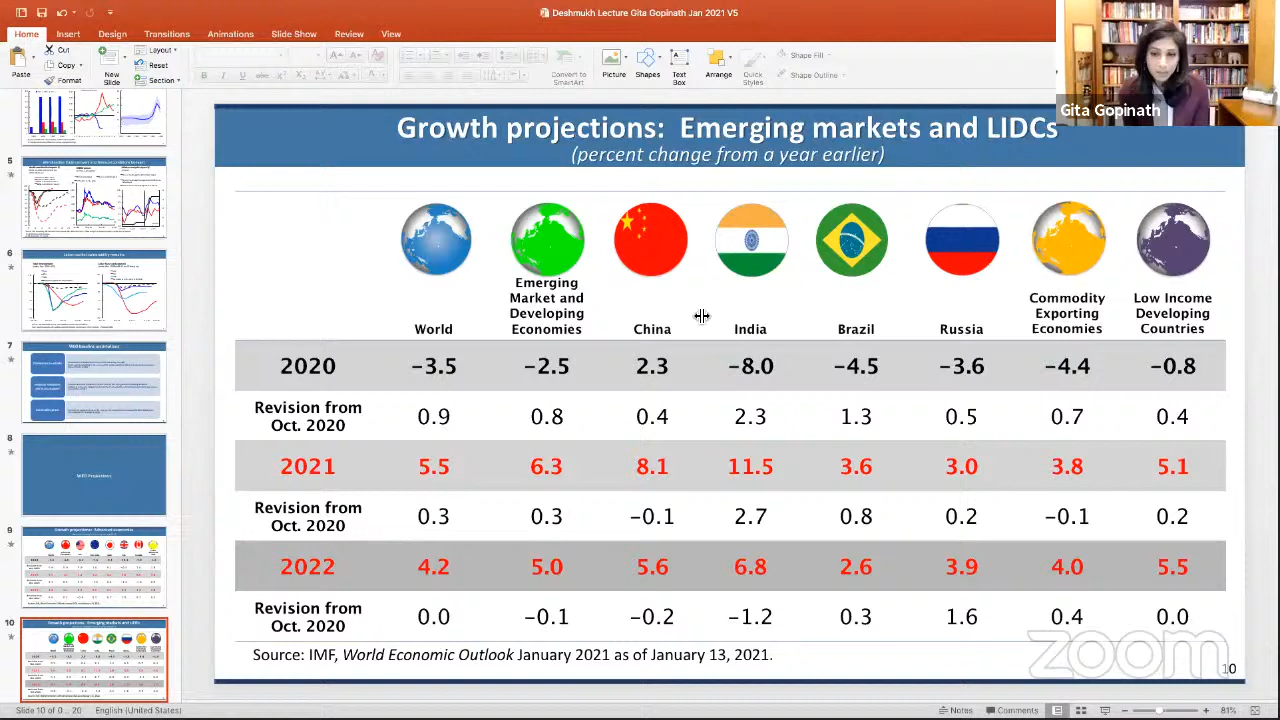 Deshmukh Lecture Gita Gopinath Jan 2021 V5
Home Insert Design Transitions Animations Slide Show Review View
Paste
Cut
Copy
Format
New Slide
Layout
Reset
Section
B I U abc
Convert to SmartArt
Picture
Shapes
Text Box
Arrange
Quick Styles
Shape Fill
Shape Outline
Gita Gopinath
(percent change from earlier)
World
Emerging Market and Developing Economies
China
India
Brazil
Russia
Commodity Exporting Economies
Low Income Developing Countries
2020 −3.5 −2.5 2.3 −8.0 −4.5 −3.6 −4.4 −0.8
Revision from Oct. 2020 0.9 0.8 0.4 2.3 1.3 0.5 0.7 0.4
2021 5.5 6.3 8.1 11.5 3.6 3.0 3.8 5.1
Revision from Oct. 2020 0.3 0.3 −0.1 2.7 0.8 0.2 −0.1 0.2
2022 4.2 5.6 2.6 3.9 4.0 5.5
Revision from Oct. 2020 0.0 −0.1 −0.2 −1.2 0.3 1.6 0.4 0.0
Source: IMF, World Economic Outlook, January 2021 as of January 13,
zoom
5
6
7
8
9
10
Slide 10 of 0... 20 English (United States)
Notes Comments 81%